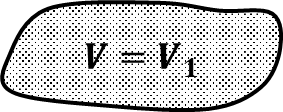 V = V₁